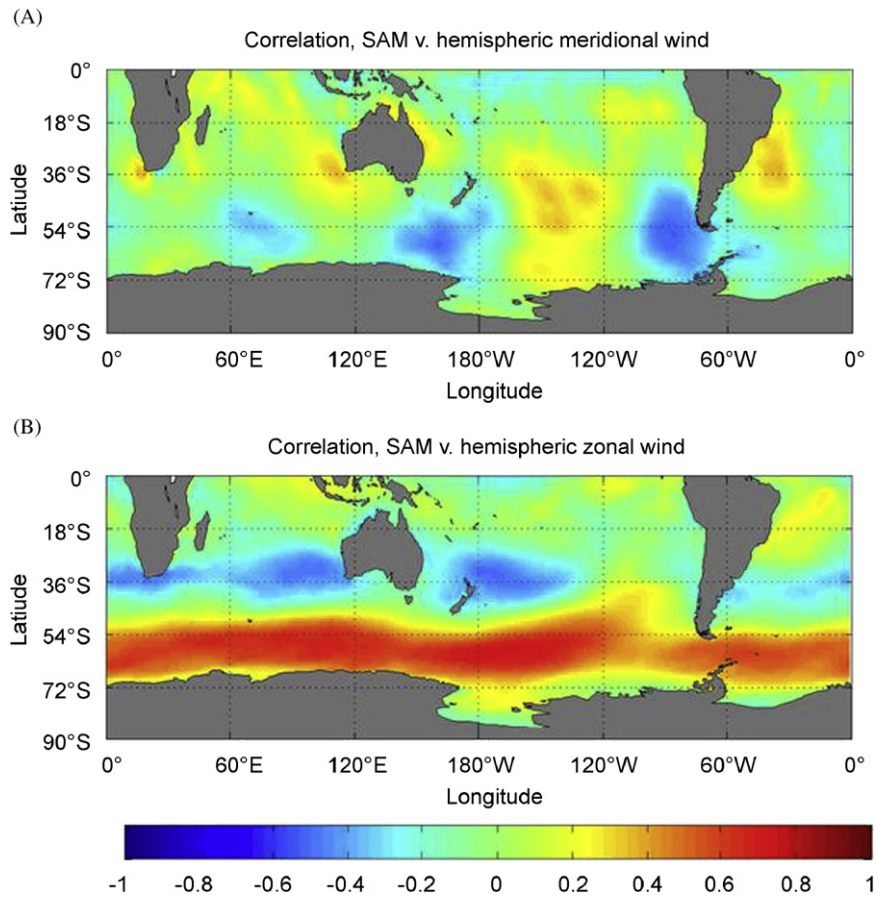 (A)
Correlation, SAM v. hemispheric meridional wind
0°
18°S
36°S
54°S
72°S
90°S
Latiude
0° 60°E 120°E 180°W 120°W 60°W 0°
Longitude
(B)
Correlation, SAM v. hemispheric zonal wind
0°
18°S
36°S
54°S
72°S
90°S
Latiude
0° 60°E 120°E 180°W 120°W 60°W 0°
Longitude
-1 -0.8 -0.6 -0.4 -0.2 0 0.2 0.4 0.6 0.8 1